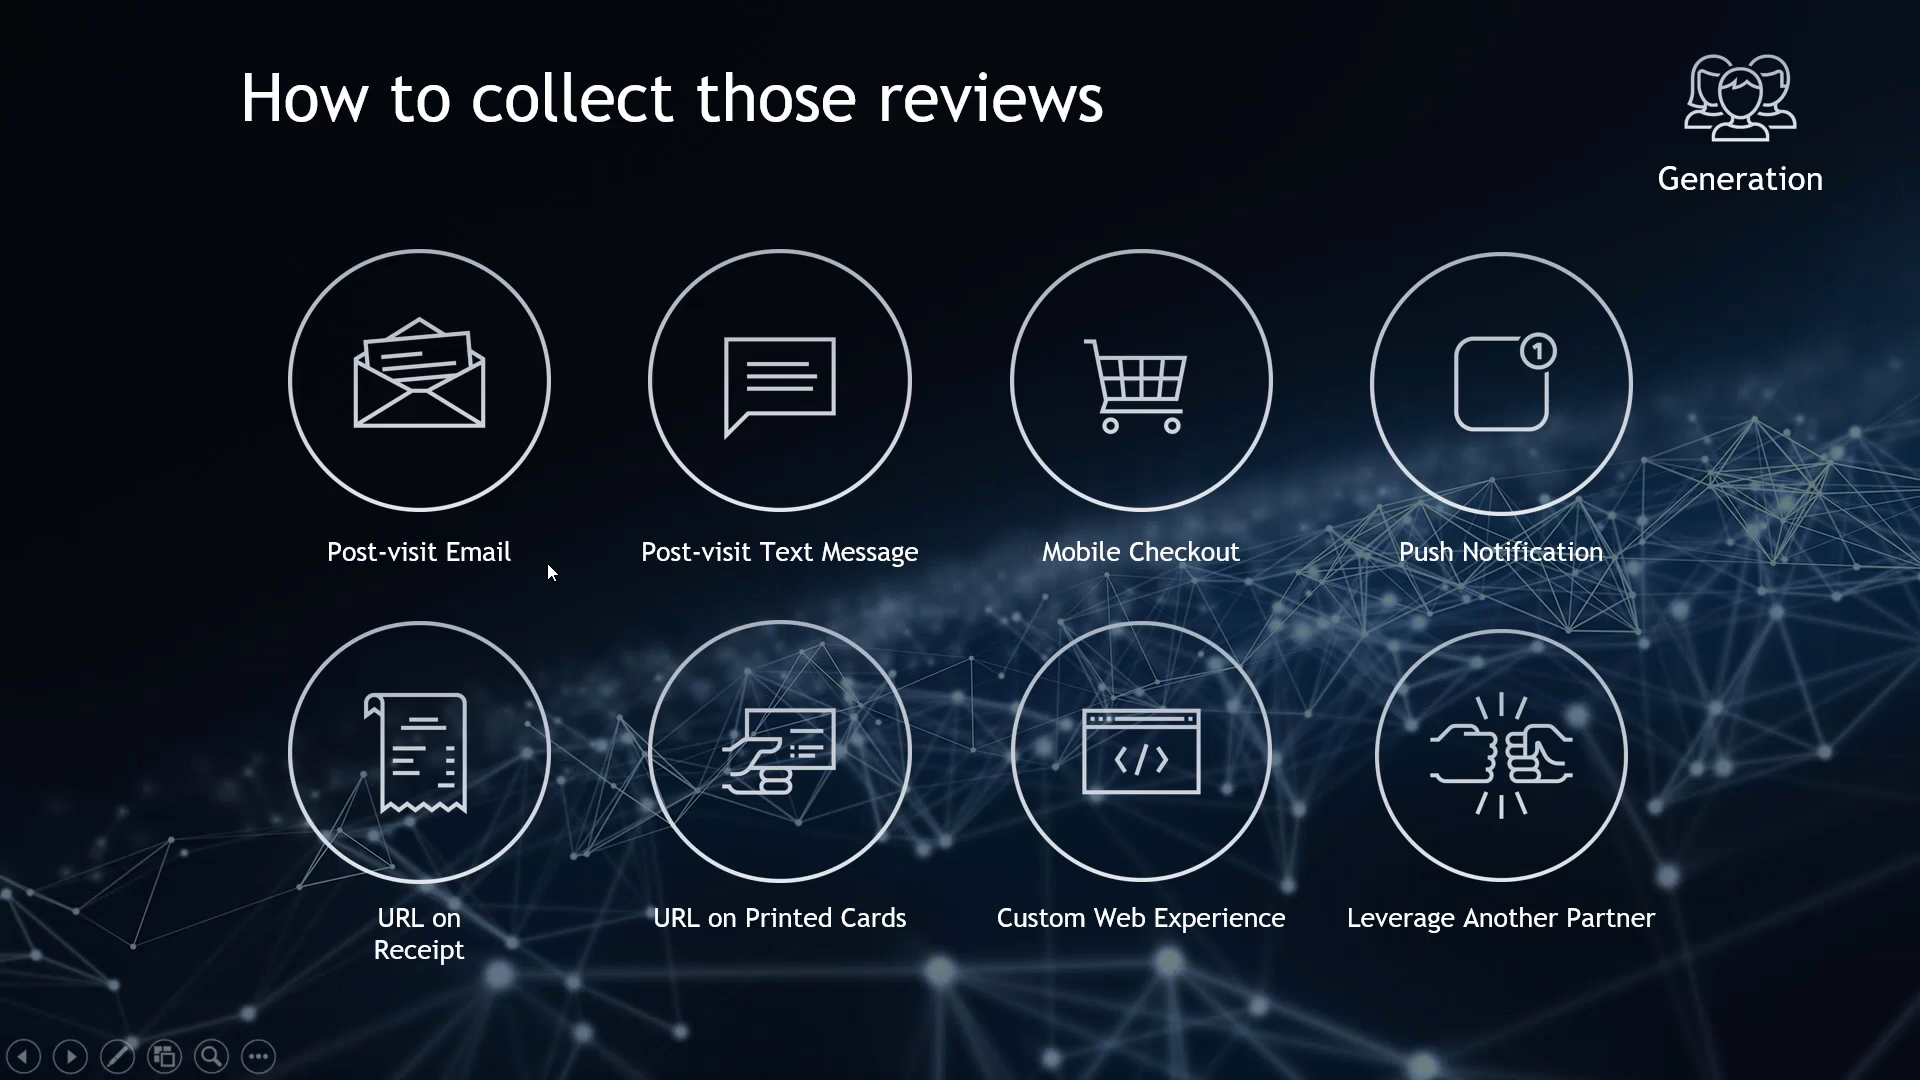 How to collect those reviews
Generation
1
Post-visit Email
Post-visit Text Message
Mobile Checkout
Push Notification
</>
URL on
Receipt
URL on Printed Cards
Custom Web Experience
Leverage Another Partner